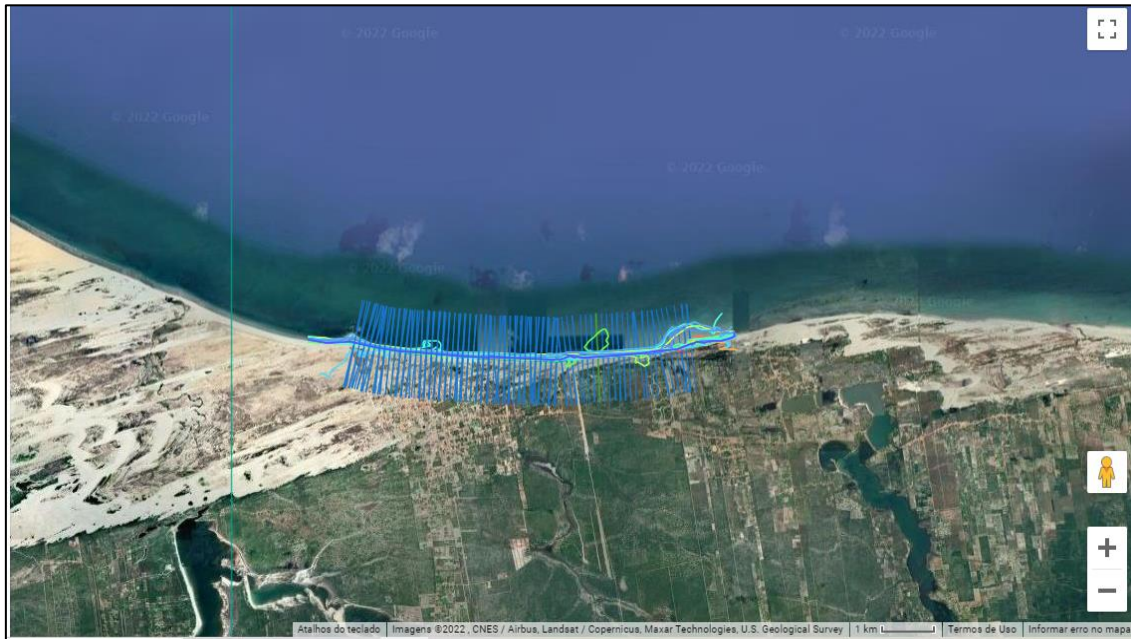 © 2022 Google
© 2022 Google
© 2022 Google
© 2022 Google
© 2022 Google
Google
Atalhos do teclado
Imagens ©2022 , CNES / Airbus, Landsat / Copernicus, Maxar Technologies, U.S. Geological Survey
1 km
Termos de Uso
Informar erro no mapa